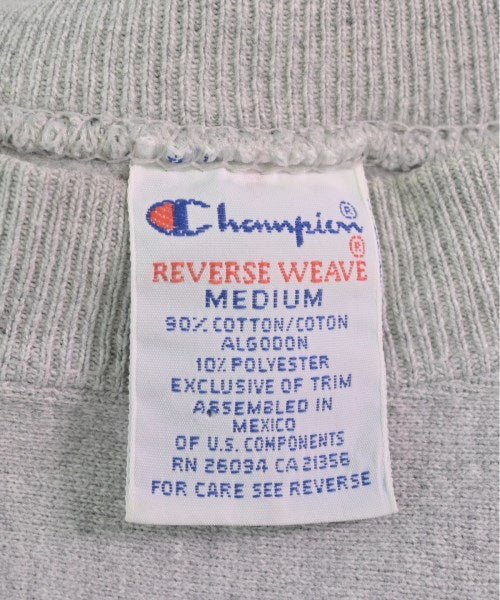 Champion®
REVERSE WEAVE®
MEDIUM
90% COTTON/COTON
ALGODON
10% POLYESTER
EXCLUSIVE OF TRIM
ASSEMBLED IN
MEXICO
OF U.S. COMPONENTS
RN 26094 CA 21356
FOR CARE SEE REVERSE